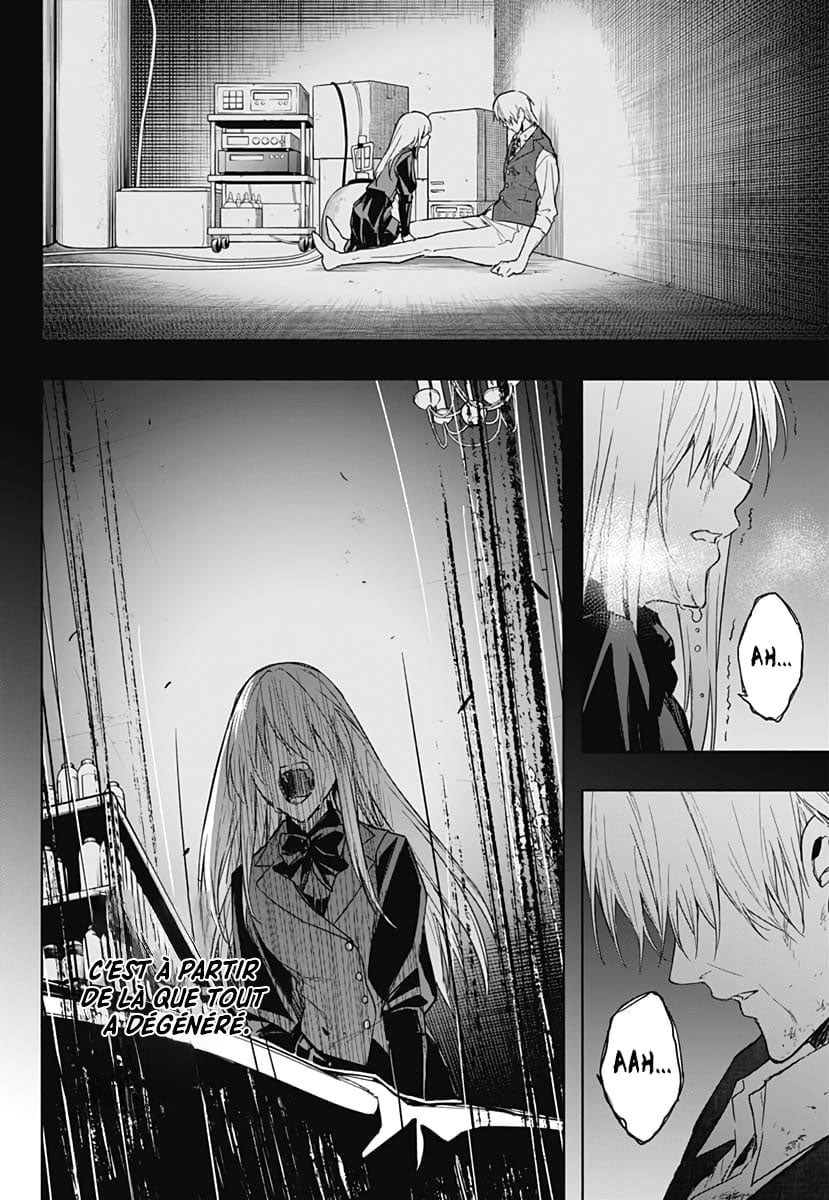 AH...
AAH...
C'EST À PARTIR
DE LÀ QUE TOUT
A DÉGÉNÉRÉ.